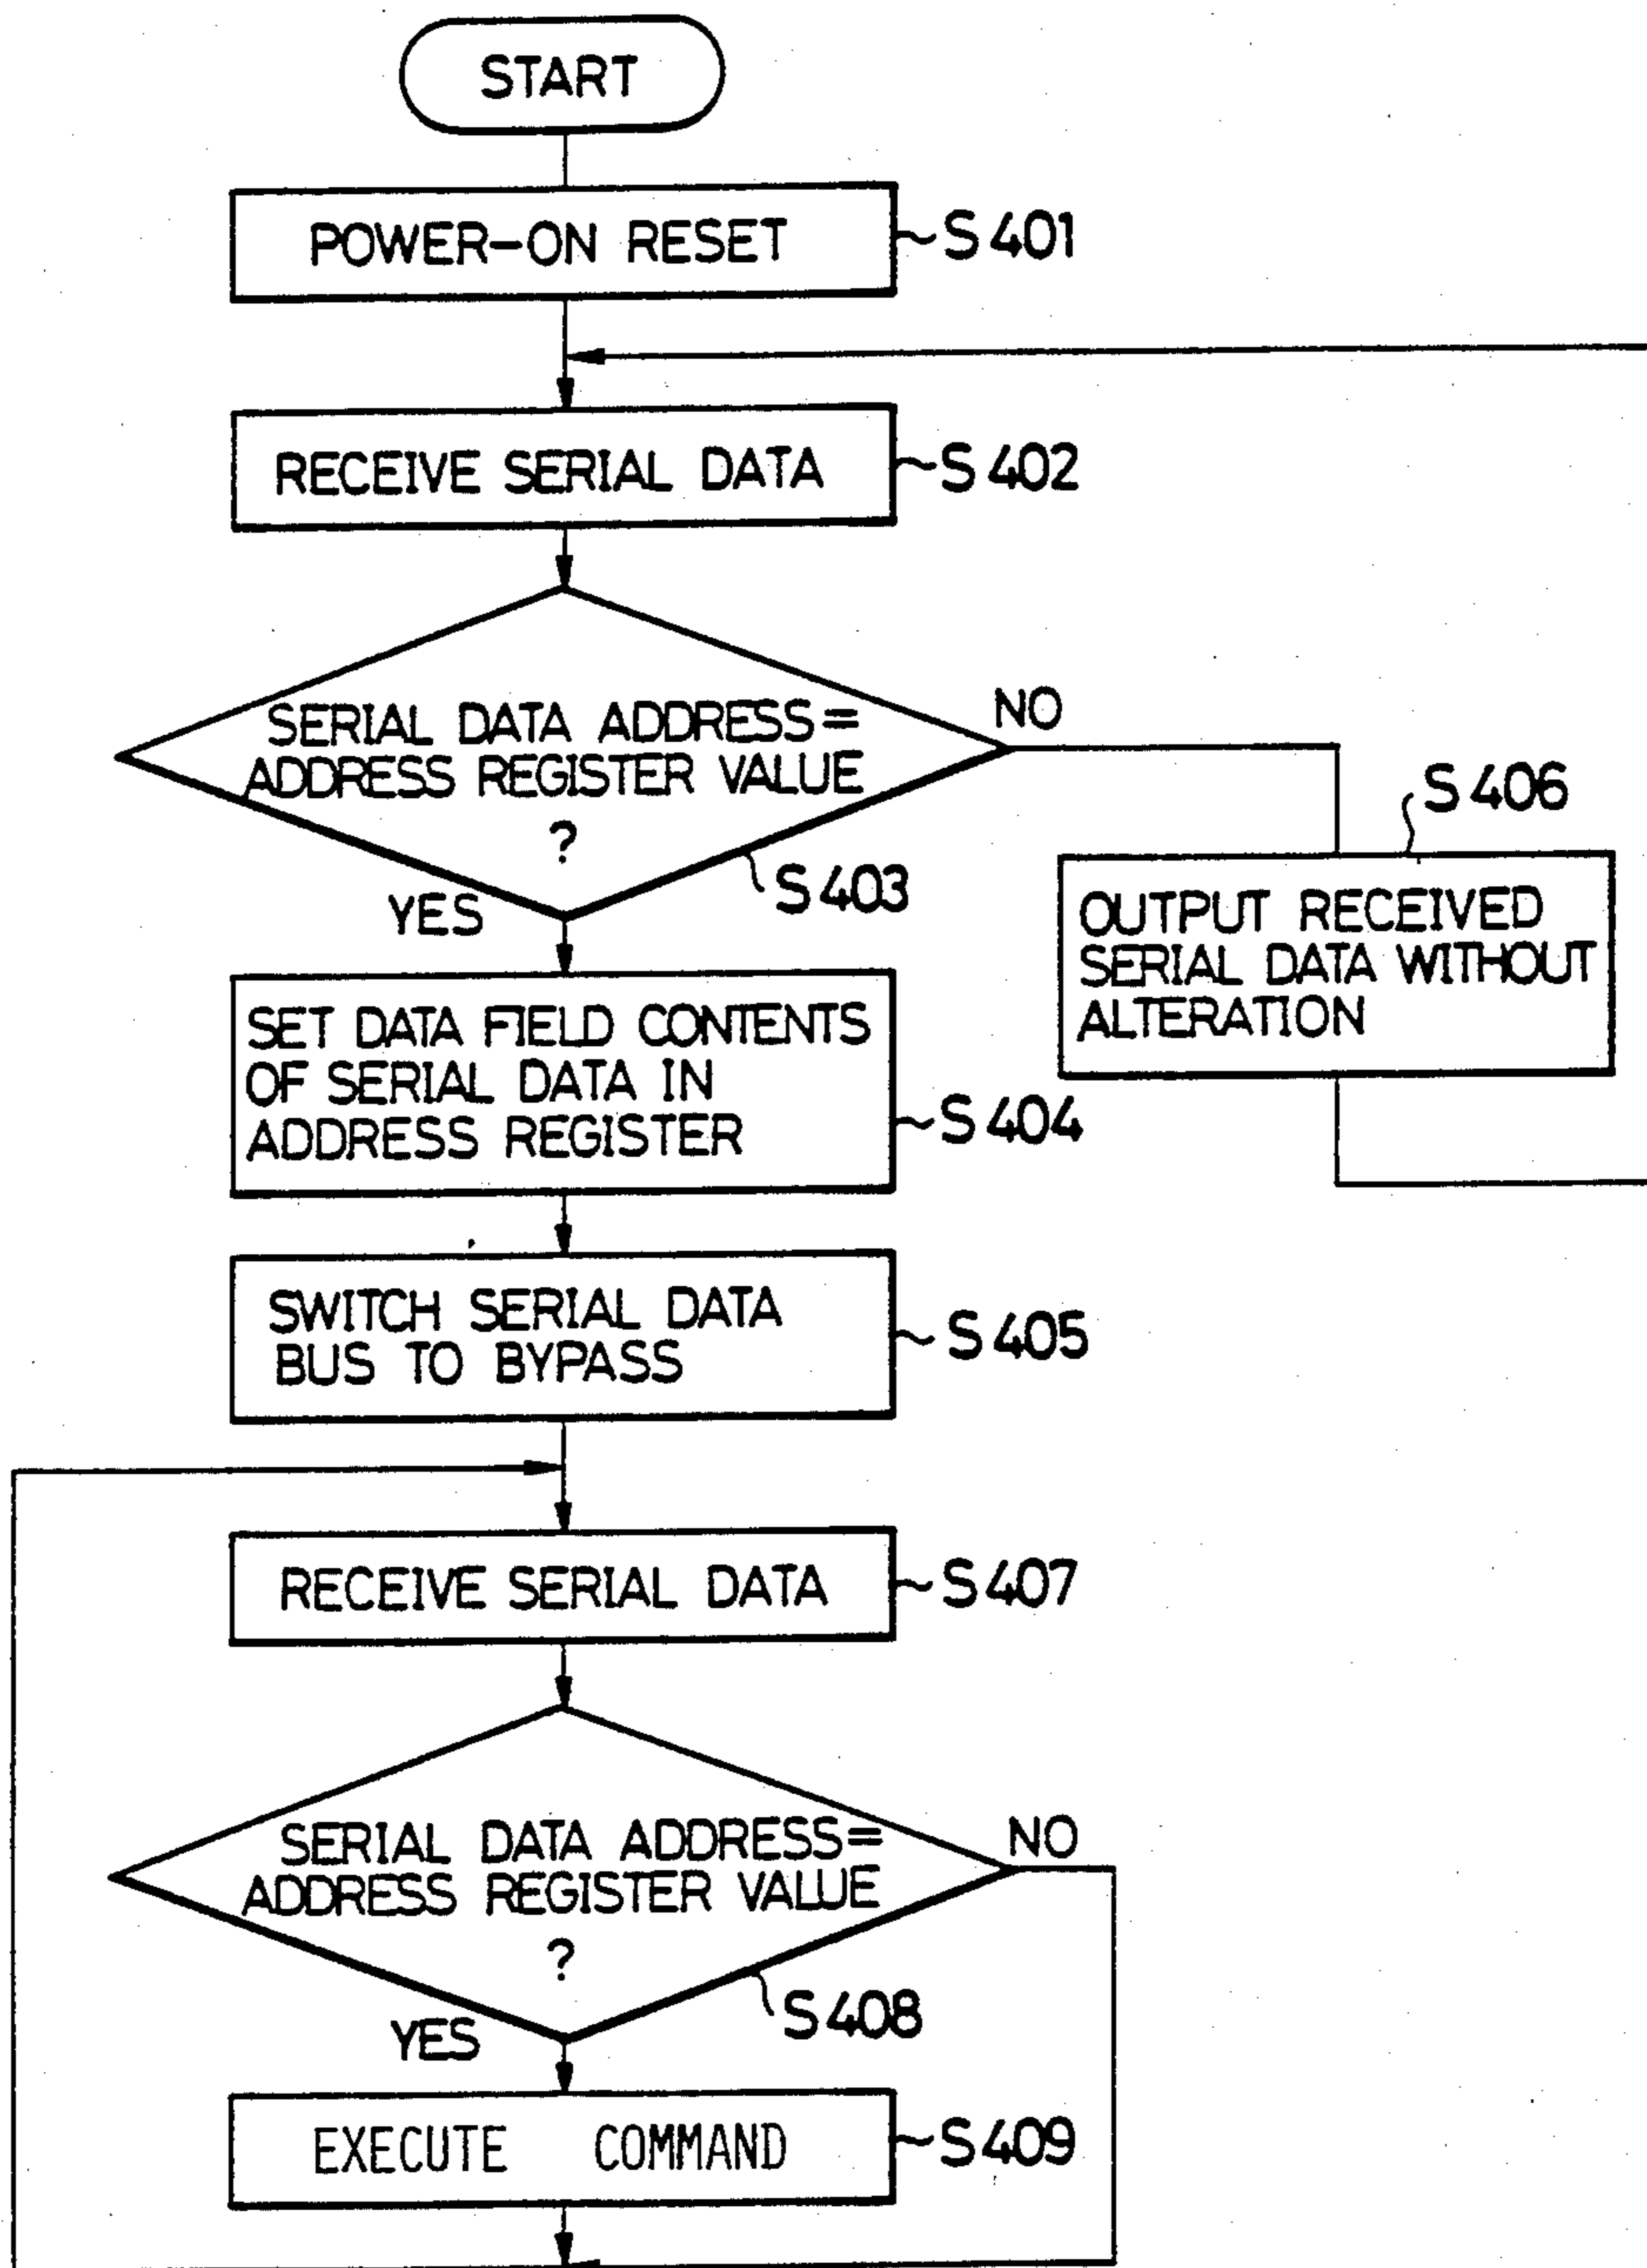 START
POWER-ON RESET
S401
RECEIVE SERIAL DATA
S402
SERIAL DATA ADDRESS=
ADDRESS REGISTER VALUE
?
S403
NO
YES
S406
OUTPUT RECEIVED
SERIAL DATA WITHOUT
ALTERATION
SET DATA FIELD CONTENTS
OF SERIAL DATA IN
ADDRESS REGISTER
S404
SWITCH SERIAL DATA
BUS TO BYPASS
S405
RECEIVE SERIAL DATA
S407
SERIAL DATA ADDRESS=
ADDRESS REGISTER VALUE
?
S408
NO
YES
EXECUTE COMMAND
S409